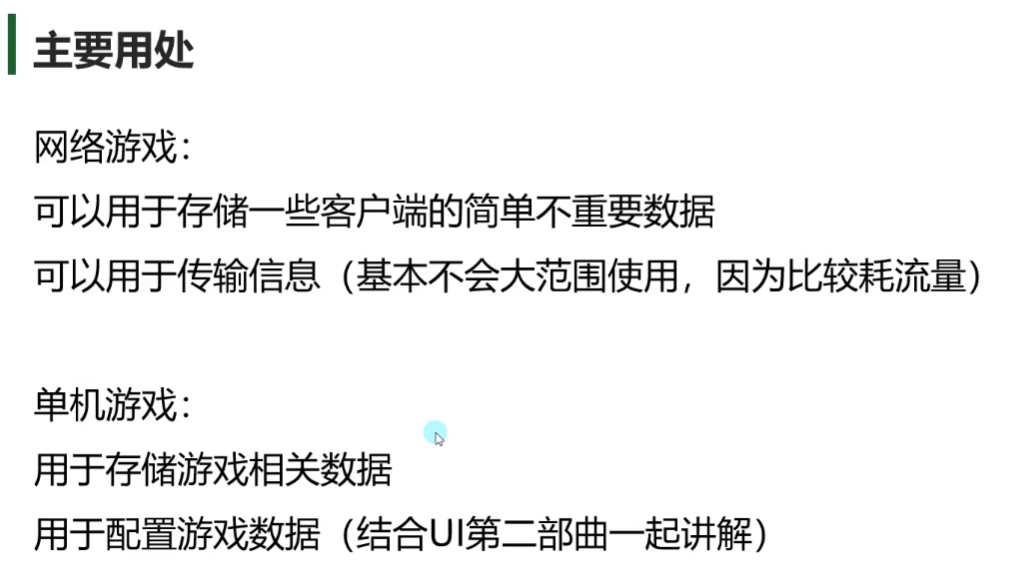 主要用处
网络游戏：
可以用于存储一些客户端的简单不重要数据
可以用于传输信息（基本不会大范围使用，因为比较耗流量）
单机游戏：
用于存储游戏相关数据
用于配置游戏数据（结合UI第二部曲一起讲解）